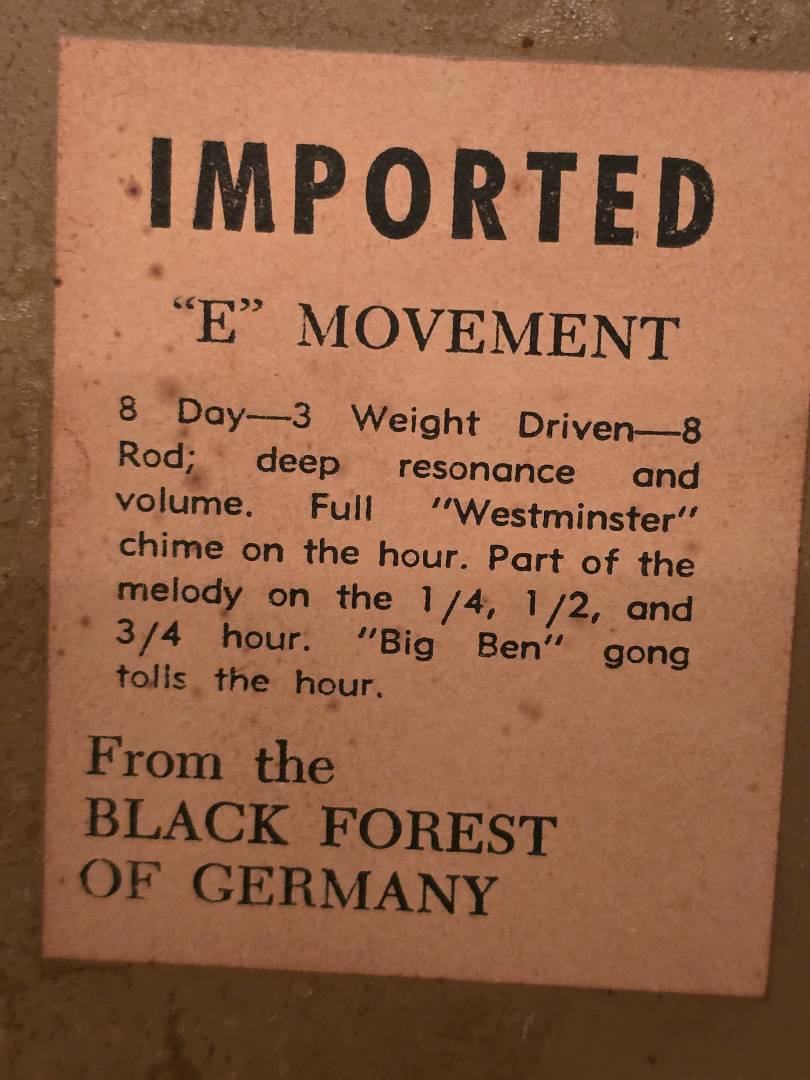 IMPORTED
“E” MOVEMENT
8 Day—3 Weight Driven—8
Rod; deep resonance and
volume. Full "Westminster"
chime on the hour. Part of the
melody on the 1/4, 1/2, and
3/4 hour. "Big Ben" gong
tolls the hour.
From the
BLACK FOREST
OF GERMANY